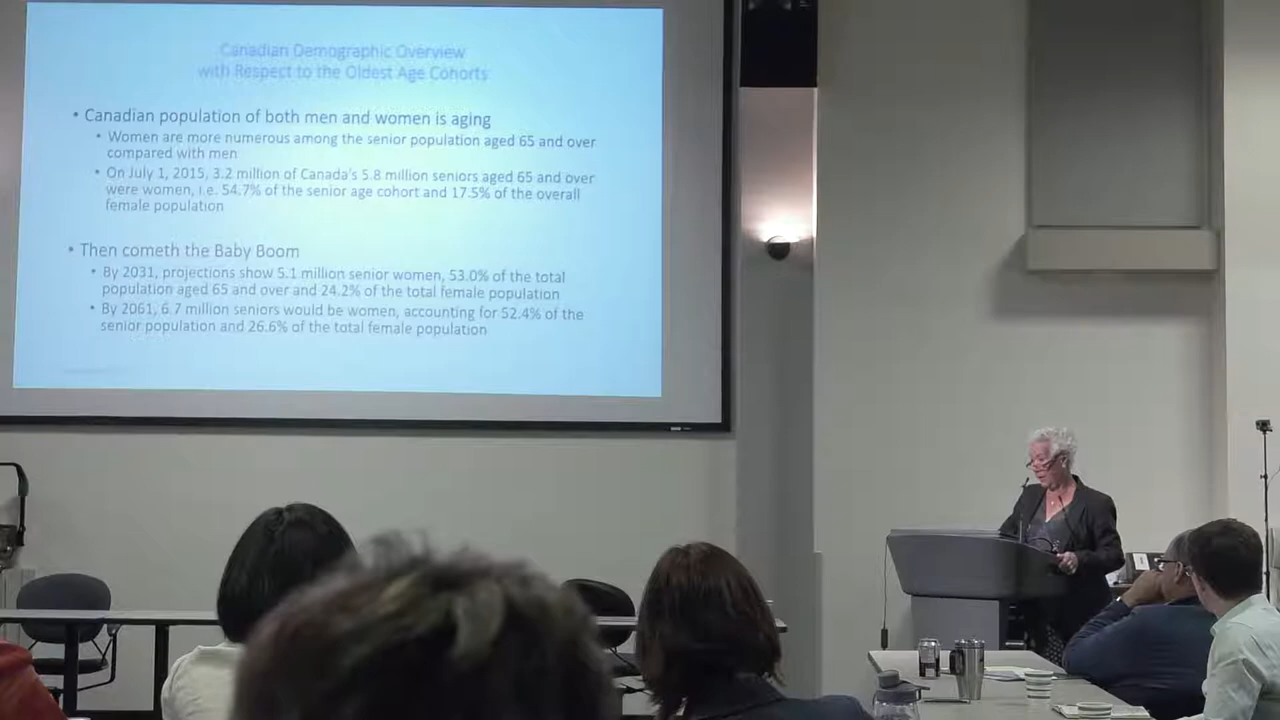 Canadian Demographic Overview
with Respect to the Oldest Age Cohorts
• Canadian population of both men and women is aging
• Women are more numerous among the senior population aged 65 and over
compared with men
• On July 1, 2015, 3.2 million of Canada's 5.8 million seniors aged 65 and over
were women, i.e. 54.7% of the senior age cohort and 17.5% of the overall
female population
• Then cometh the Baby Boom
• By 2031, projections show 5.1 million senior women, 53.0% of the total
population aged 65 and over and 24.2% of the total female population
• By 2061, 6.7 million seniors would be women, accounting for 52.4% of the
senior population and 26.6% of the total female population